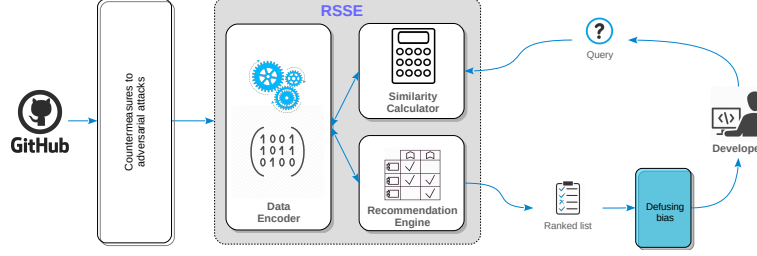 RSSE
GitHub
Countermeasures to
adversarial attacks
1001
1011
0100
Data
Encoder
Similarity
Calculator
Recommendation
Engine
?
Query
</>
Develope
Ranked list
Defusing
bias